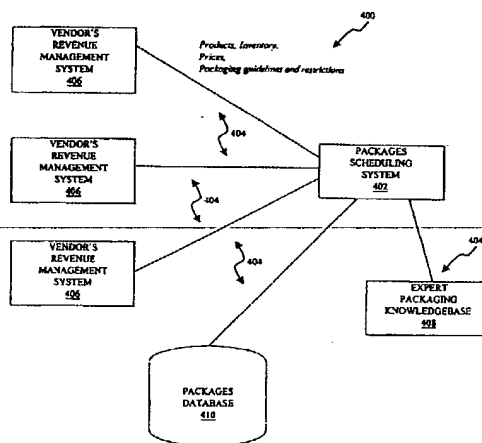 VENDOR'S
REVENUE
MANAGEMENT
SYSTEM
406
Products, Inventory,
Prices,
Packaging guidelines and restrictions
400
404
VENDOR'S
REVENUE
MANAGEMENT
SYSTEM
406
PACKAGES
SCHEDULING
SYSTEM
402
404
VENDOR'S
REVENUE
MANAGEMENT
SYSTEM
406
404
404
EXPERT
PACKAGING
KNOWLEDGEBASE
408
PACKAGES
DATABASE
410